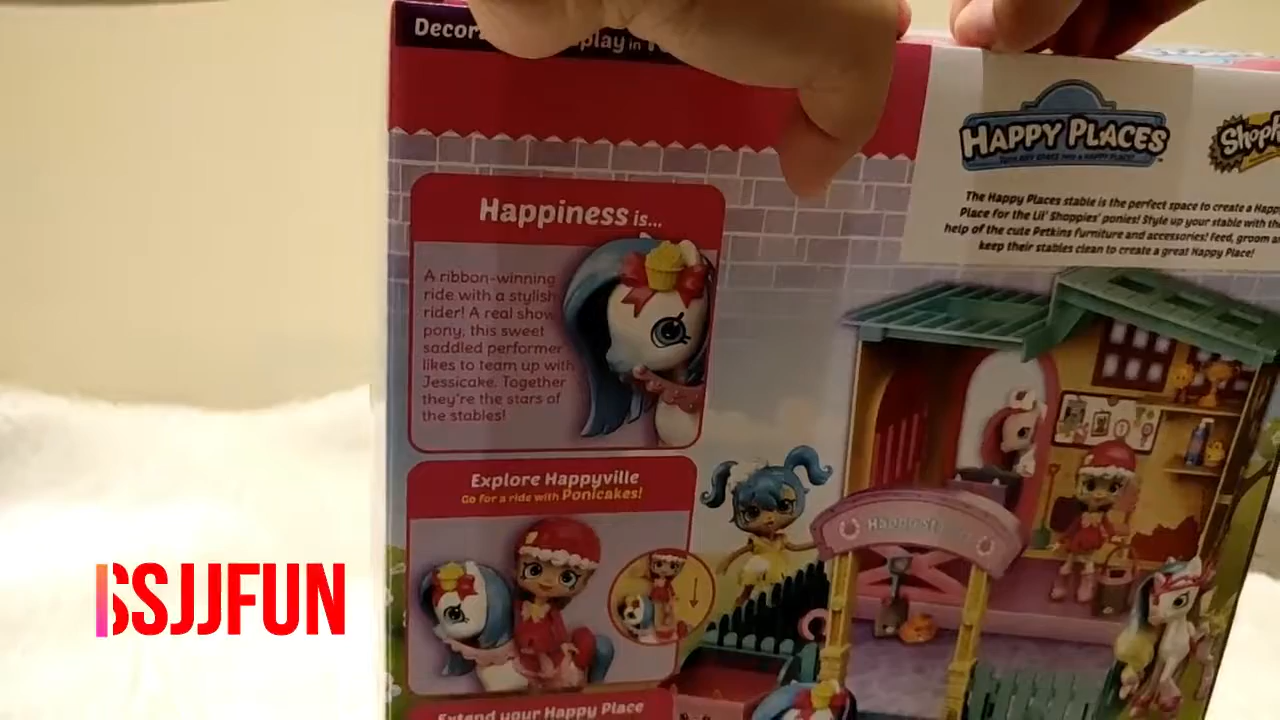 Decor
play in
HAPPY PLACES
The Happy Places stable is the perfect space to create a Happy
Place for the Lil' Shoppies' ponies! Style up your stable with the
help of the cute Petkins furniture and accessories! Feed, groom
keep their stables clean to create a great Happy Place!
Happiness is...
A ribbon-winning
ride with a stylish
rider! A real show
pony, this sweet
saddled performer
likes to team up with
Jessicake. Together
they're the stars of
the stables!
Explore Happyville
Go for a ride with Ponicakes!
SSJJFUN
Extend your Happy Place